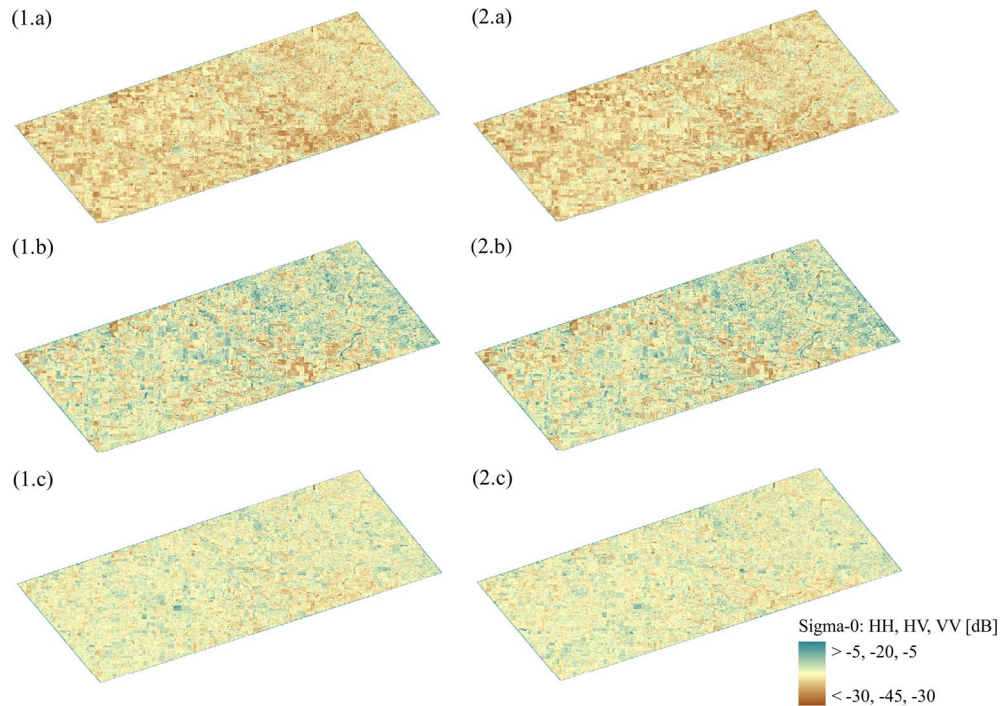 (1.a)
(2.a)
(1.b)
(2.b)
(1.c)
(2.c)
Sigma-0: HH, HV, VV [dB]
> -5, -20, -5
< -30, -45, -30